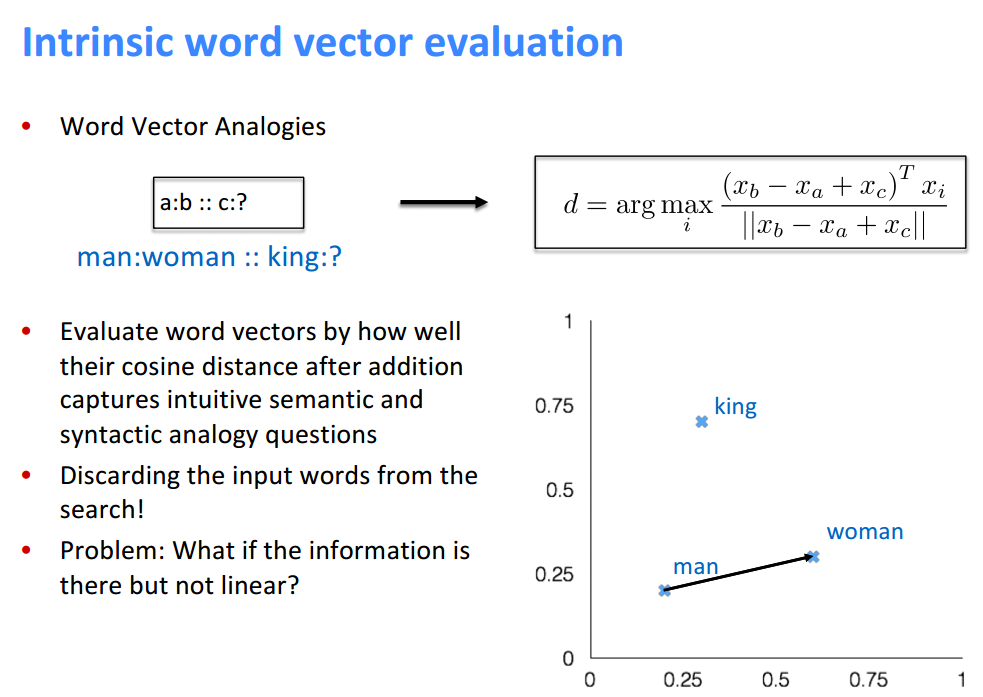 Intrinsic word vector evaluation
• Word Vector Analogies
a:b :: c:?
d = arg max_i (x_b − x_a + x_c)^T x_i / ||x_b − x_a + x_c||
man:woman :: king:?
• Evaluate word vectors by how well
their cosine distance after addition
captures intuitive semantic and
syntactic analogy questions
• Discarding the input words from the
search!
• Problem: What if the information is
there but not linear?
1
0.75
king
0.5
woman
man
0.25
0
0 0.25 0.5 0.75 1